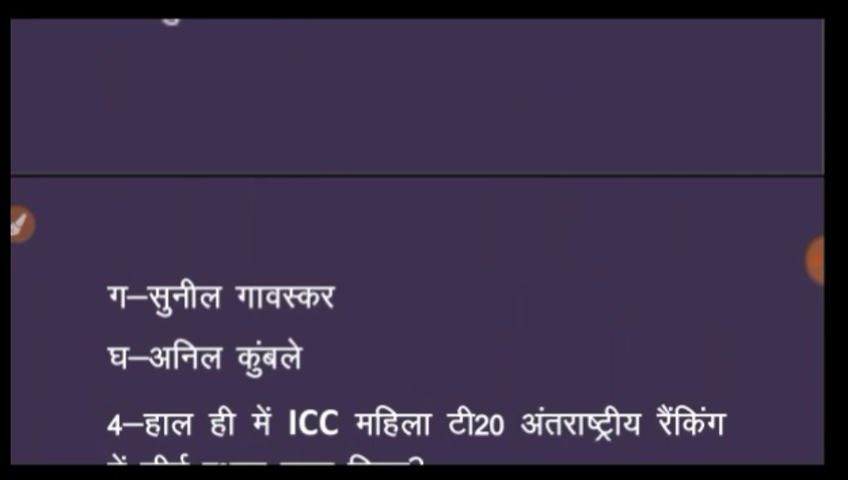 ग–सुनील गावस्कर
घ–अनिल कुंबले
4–हाल ही में ICC महिला टी20 अंतराष्ट्रीय रैंकिंग